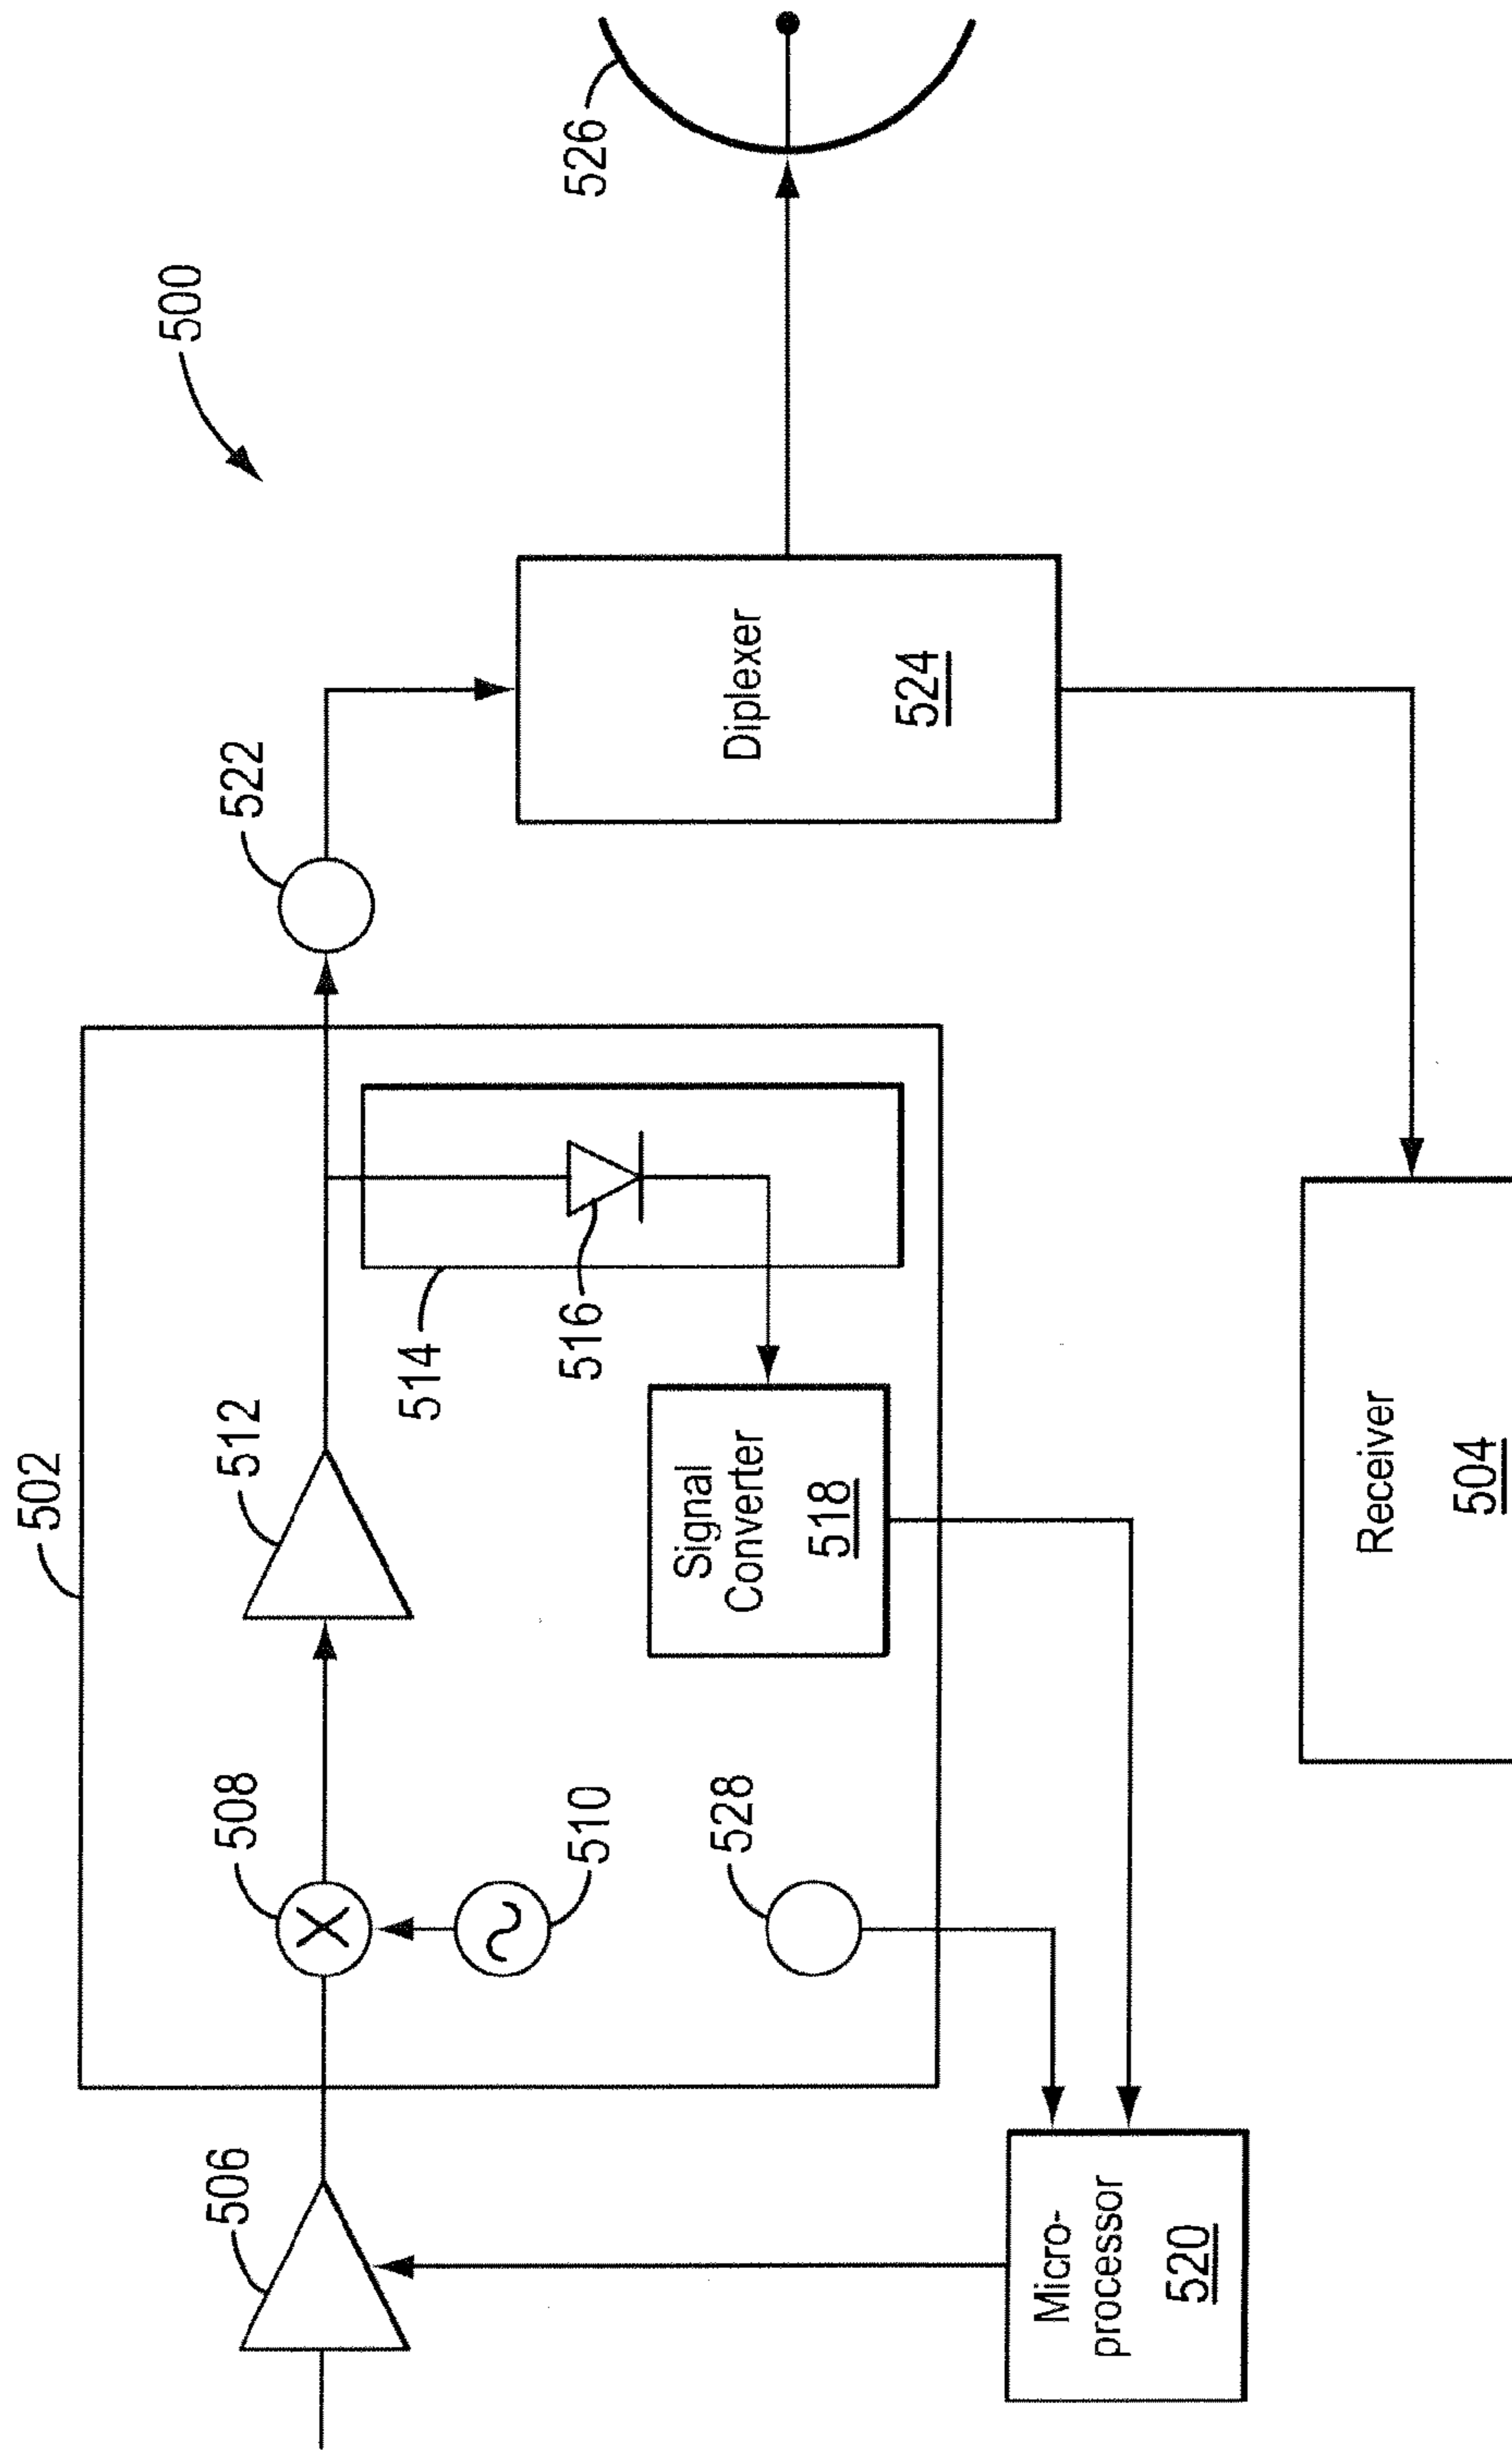 500
502
506
508
510
512
514
516
Signal
Converter
518
528
Micro-
processor
520
522
Diplexer
524
526
Receiver
504